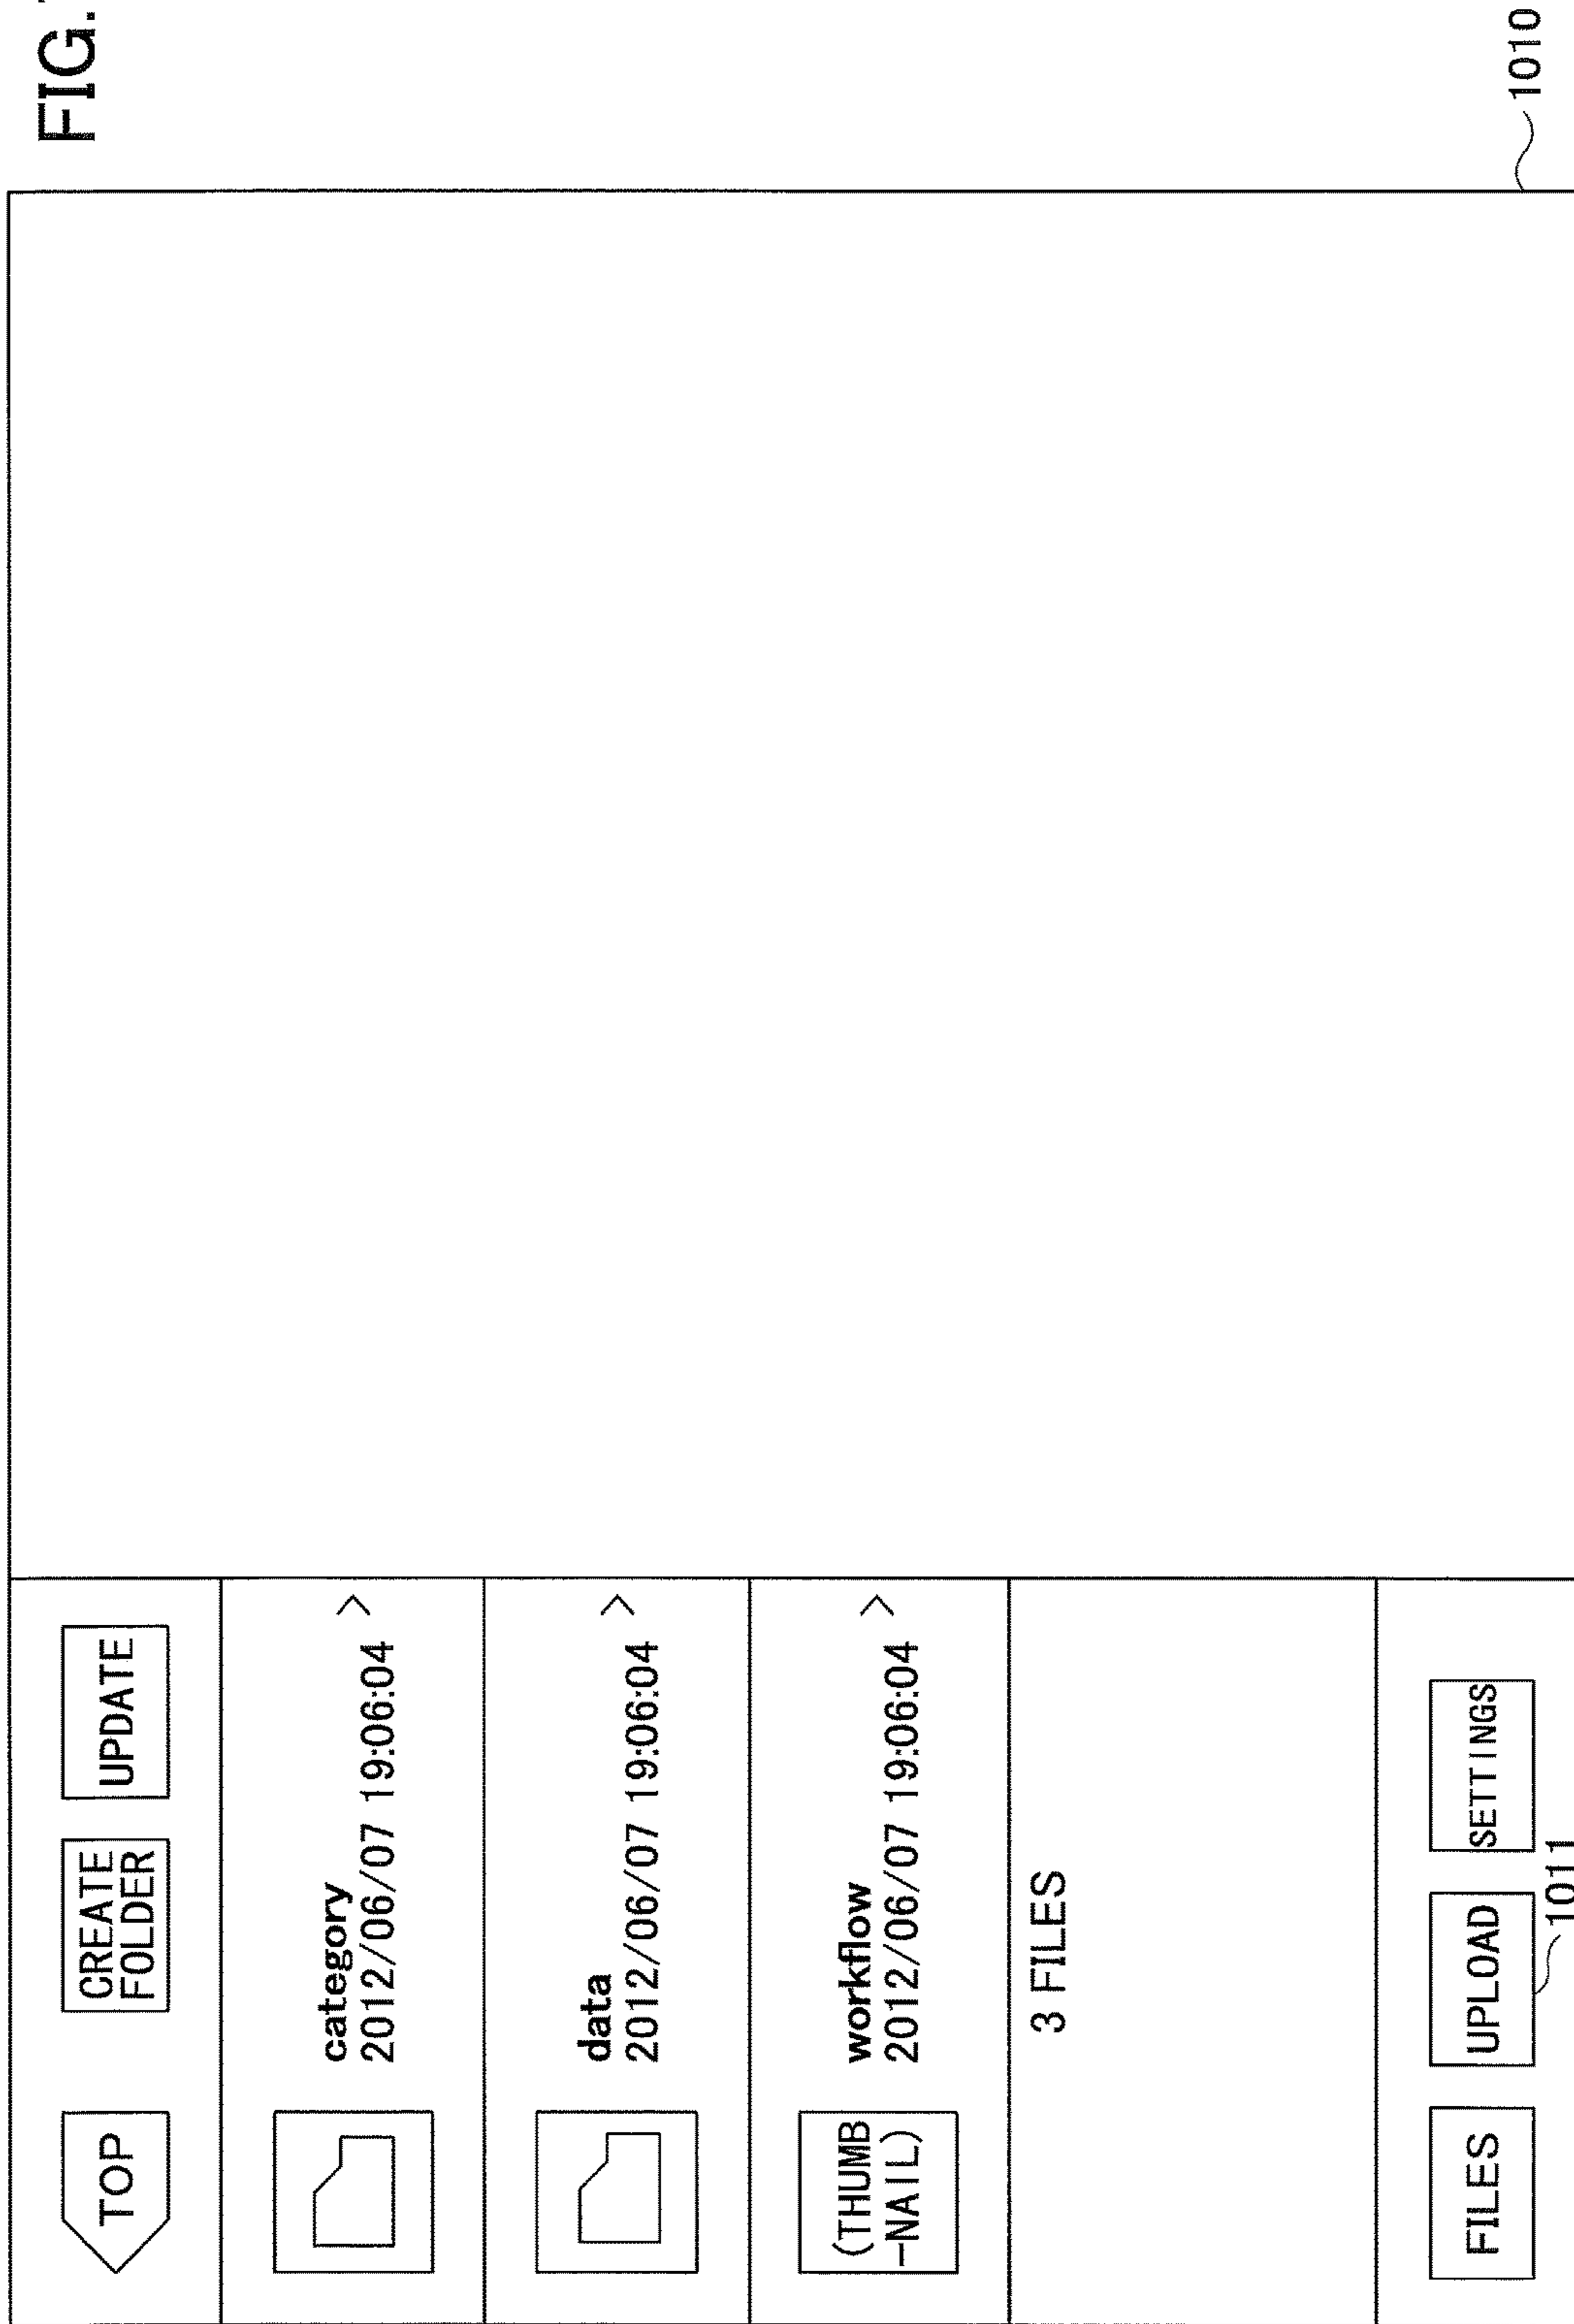 FIG.
TOP
CREATE
FOLDER
UPDATE
category
2012/06/07 19:06:04 >
data
2012/06/07 19:06:04 >
(THUMB
-NAIL)
workflow
2012/06/07 19:06:04 >
3 FILES
FILES
UPLOAD
SETTINGS
1011
1010